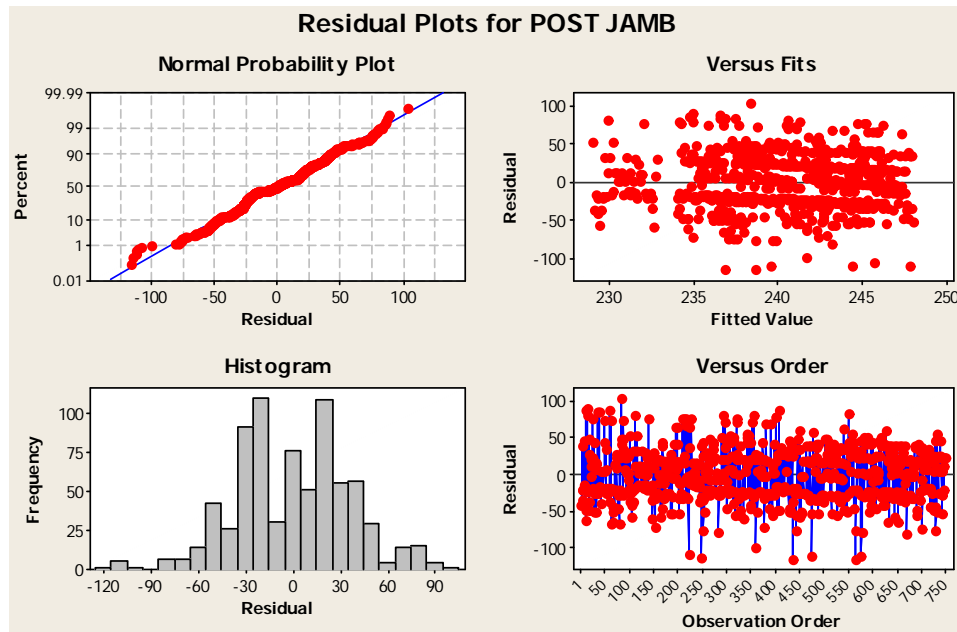 Residual Plots for POST JAMB
Normal Probability Plot
99.99
99
90
50
10
1
0.01
Percent
-100 -50 0 50 100
Residual
Versus Fits
100
50
0
-50
-100
Residual
230 235 240 245 250
Fitted Value
Histogram
100
75
50
25
0
Frequency
-120 -90 -60 -30 0 30 60 90
Residual
Versus Order
100
50
0
-50
-100
Residual
1 50 100 150 200 250 300 350 400 450 500 550 600 650 700 750
Observation Order